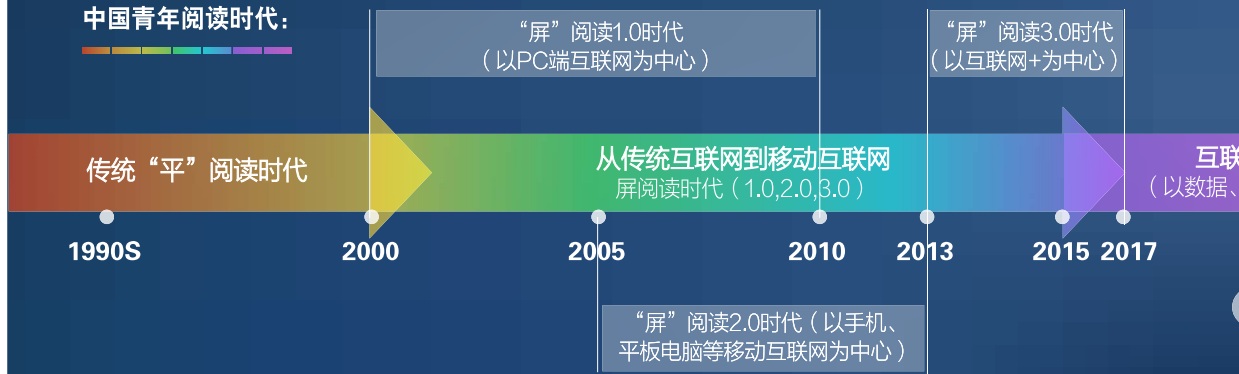 中国青年阅读时代：
“屏”阅读1.0时代
（以PC端互联网为中心）
“屏”阅读3.0时代
（以互联网+为中心）
传统“平”阅读时代
从传统互联网到移动互联网
屏阅读时代（1.0,2.0,3.0）
互联
（以数据、
1990S
2000
2005
2010
2013
2015
2017
“屏”阅读2.0时代（以手机、
平板电脑等移动互联网为中心）